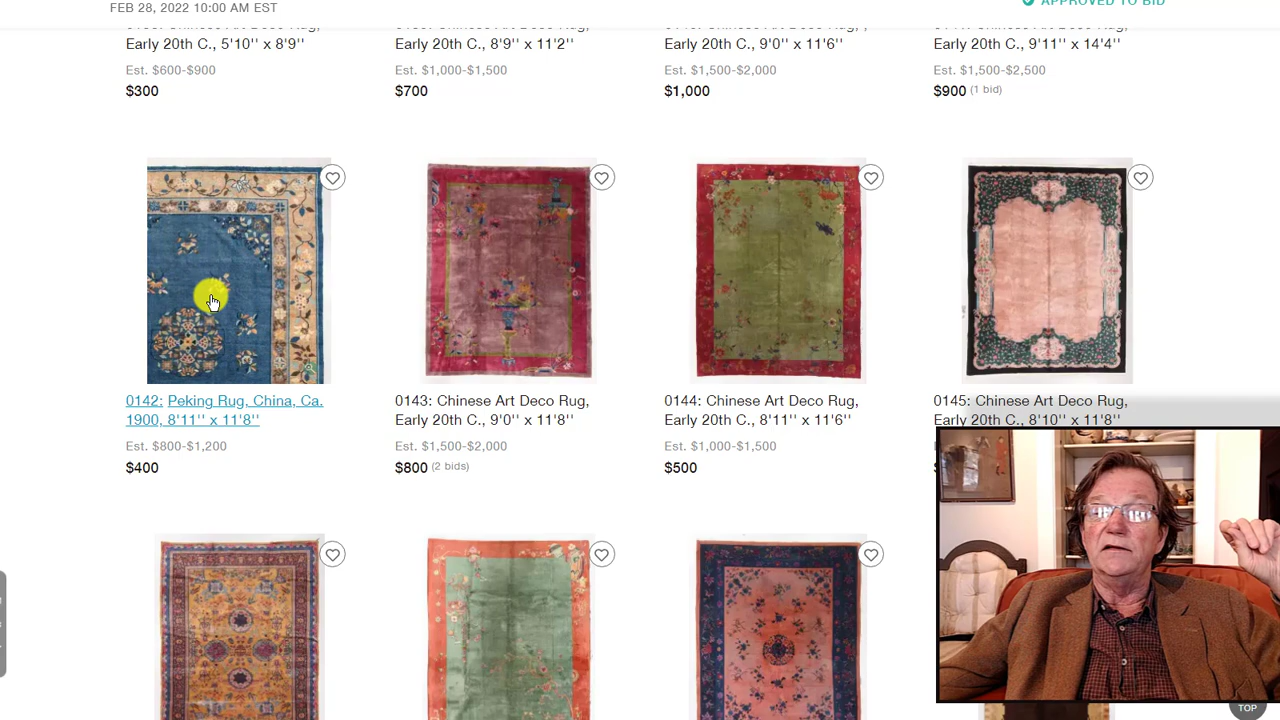 FEB 28, 2022 10:00 AM EST
APPROVED TO BID
Early 20th C., 5'10'' x 8'9''
Early 20th C., 8'9'' x 11'2''
Early 20th C., 9'0'' x 11'6''
Early 20th C., 9'11'' x 14'4''
Est. $600-$900
Est. $1,000-$1,500
Est. $1,500-$2,000
Est. $1,500-$2,500
$300
$700
$1,000
$900 (1 bid)
0142: Peking Rug, China, Ca.
1900, 8'11'' x 11'8''
0143: Chinese Art Deco Rug,
Early 20th C., 9'0'' x 11'8''
0144: Chinese Art Deco Rug,
Early 20th C., 8'11'' x 11'6''
0145: Chinese Art Deco Rug,
Early 20th C., 8'10'' x 11'8''
Est. $800-$1,200
Est. $1,500-$2,000
Est. $1,000-$1,500
$400
$800 (2 bids)
$500
TOP